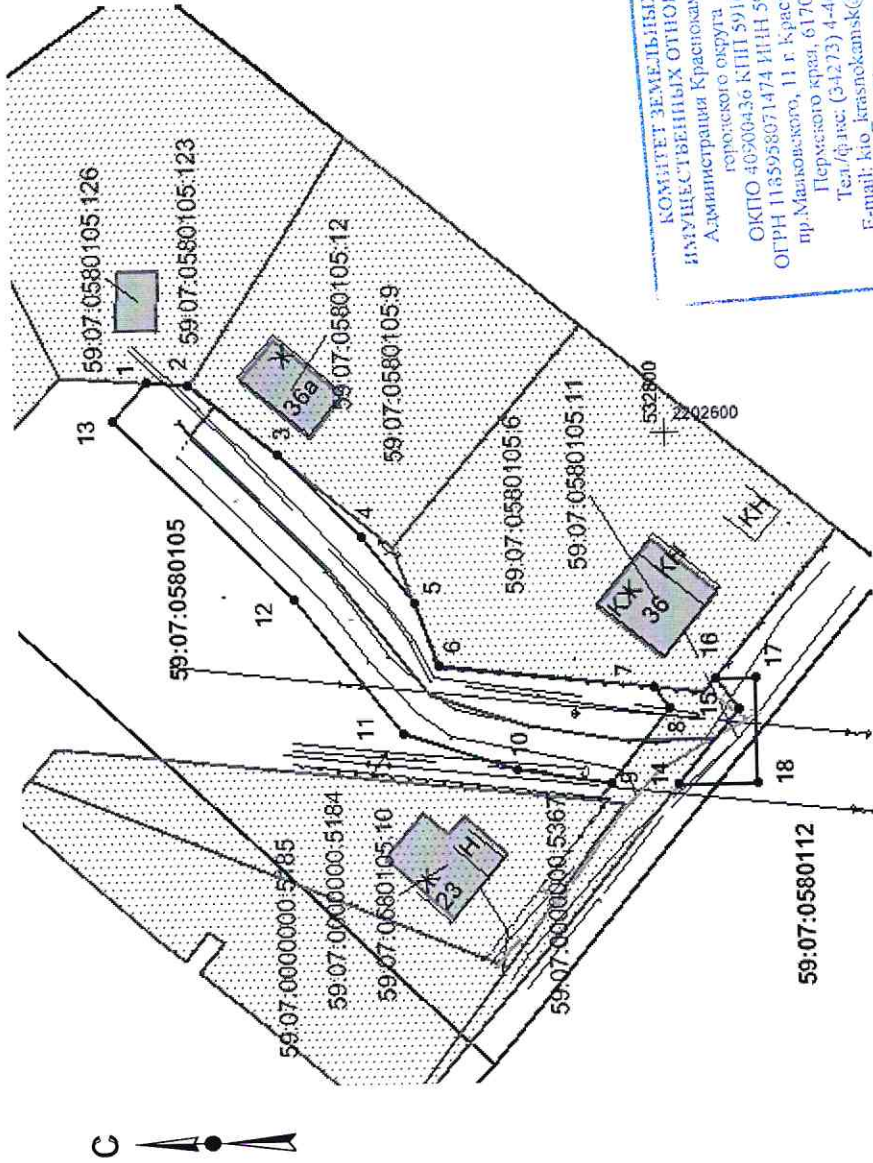 С
13
1
2
3
4
5
6
7
8
9
10
11
12
14
15
16
17
18
59:07:0580105:126
59:07:0580105:123
Ж
36а
59:07:0580105:12
59:07:0580105:9
59:07:0580105
59:07:0580105:6
59:07:0580105:11
532800
2202600
КЖ
36
КН
КН
59:07:0000000:5185
59:07:0000000:5184
59:07:0580105:10
Ж
23
Н
59:07:0000000:5367
59:07:0580112
КОМИТЕТ ЗЕМЕЛЬНЫХ
ИМУЩЕСТВЕННЫХ ОТНО
Администрация Краснокам
городского округа
ОКПО 40300436 КПП 591
ОГРН 1185958071474 ИНН 59
пр.Маяковского, 11 г. Крас
Пермского края, 6170
Тел./факс: (34273) 4-4
E-mail: kio_krasnokamsk@